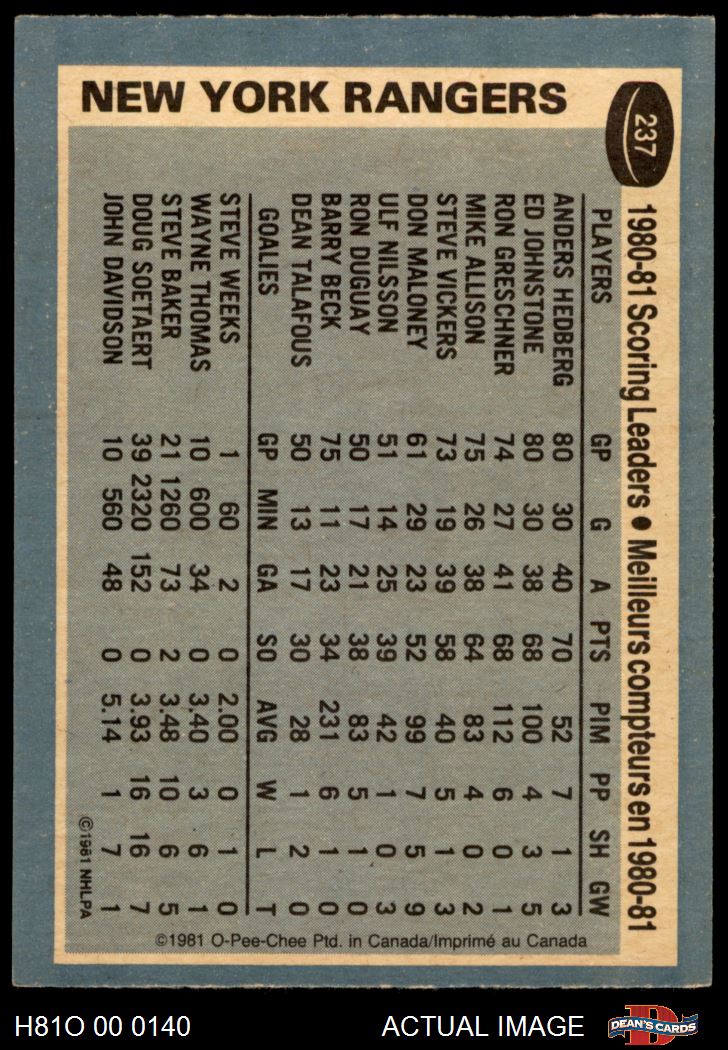 NEW YORK RANGERS
237
1980-81 Scoring Leaders • Meilleurs compteurs en 1980-81
PLAYERS GP G A PTS PIM PP SH GW
ANDERS HEDBERG 80 30 40 70 52 7 1 3
ED JOHNSTONE 80 30 38 68 100 4 3 5
RON GRESCHNER 74 27 41 68 112 6 0 1
MIKE ALLISON 75 26 38 64 83 4 0 2
STEVE VICKERS 73 19 39 58 40 5 1 3
DON MALONEY 61 29 23 52 99 7 5 9
ULF NILSSON 51 14 25 39 42 1 0 3
RON DUGUAY 50 17 21 38 83 5 1 0
BARRY BECK 75 11 23 34 231 6 1 0
DEAN TALAFOUS 50 13 17 30 28 1 2 0
GOALIES GP MIN GA SO AVG W L T
STEVE WEEKS 1 60 2 0 2.00 0 1 0
WAYNE THOMAS 10 600 34 0 3.40 3 6 1
STEVE BAKER 21 1260 73 2 3.48 10 6 5
DOUG SOETAERT 39 2320 152 0 3.93 16 16 7
JOHN DAVIDSON 10 560 48 0 5.14 1 7 1
©1981 NHLPA
©1981 O-Pee-Chee Ptd. in Canada/Imprimé au Canada
H81O 00 0140
ACTUAL IMAGE
D
DEAN'S CARDS